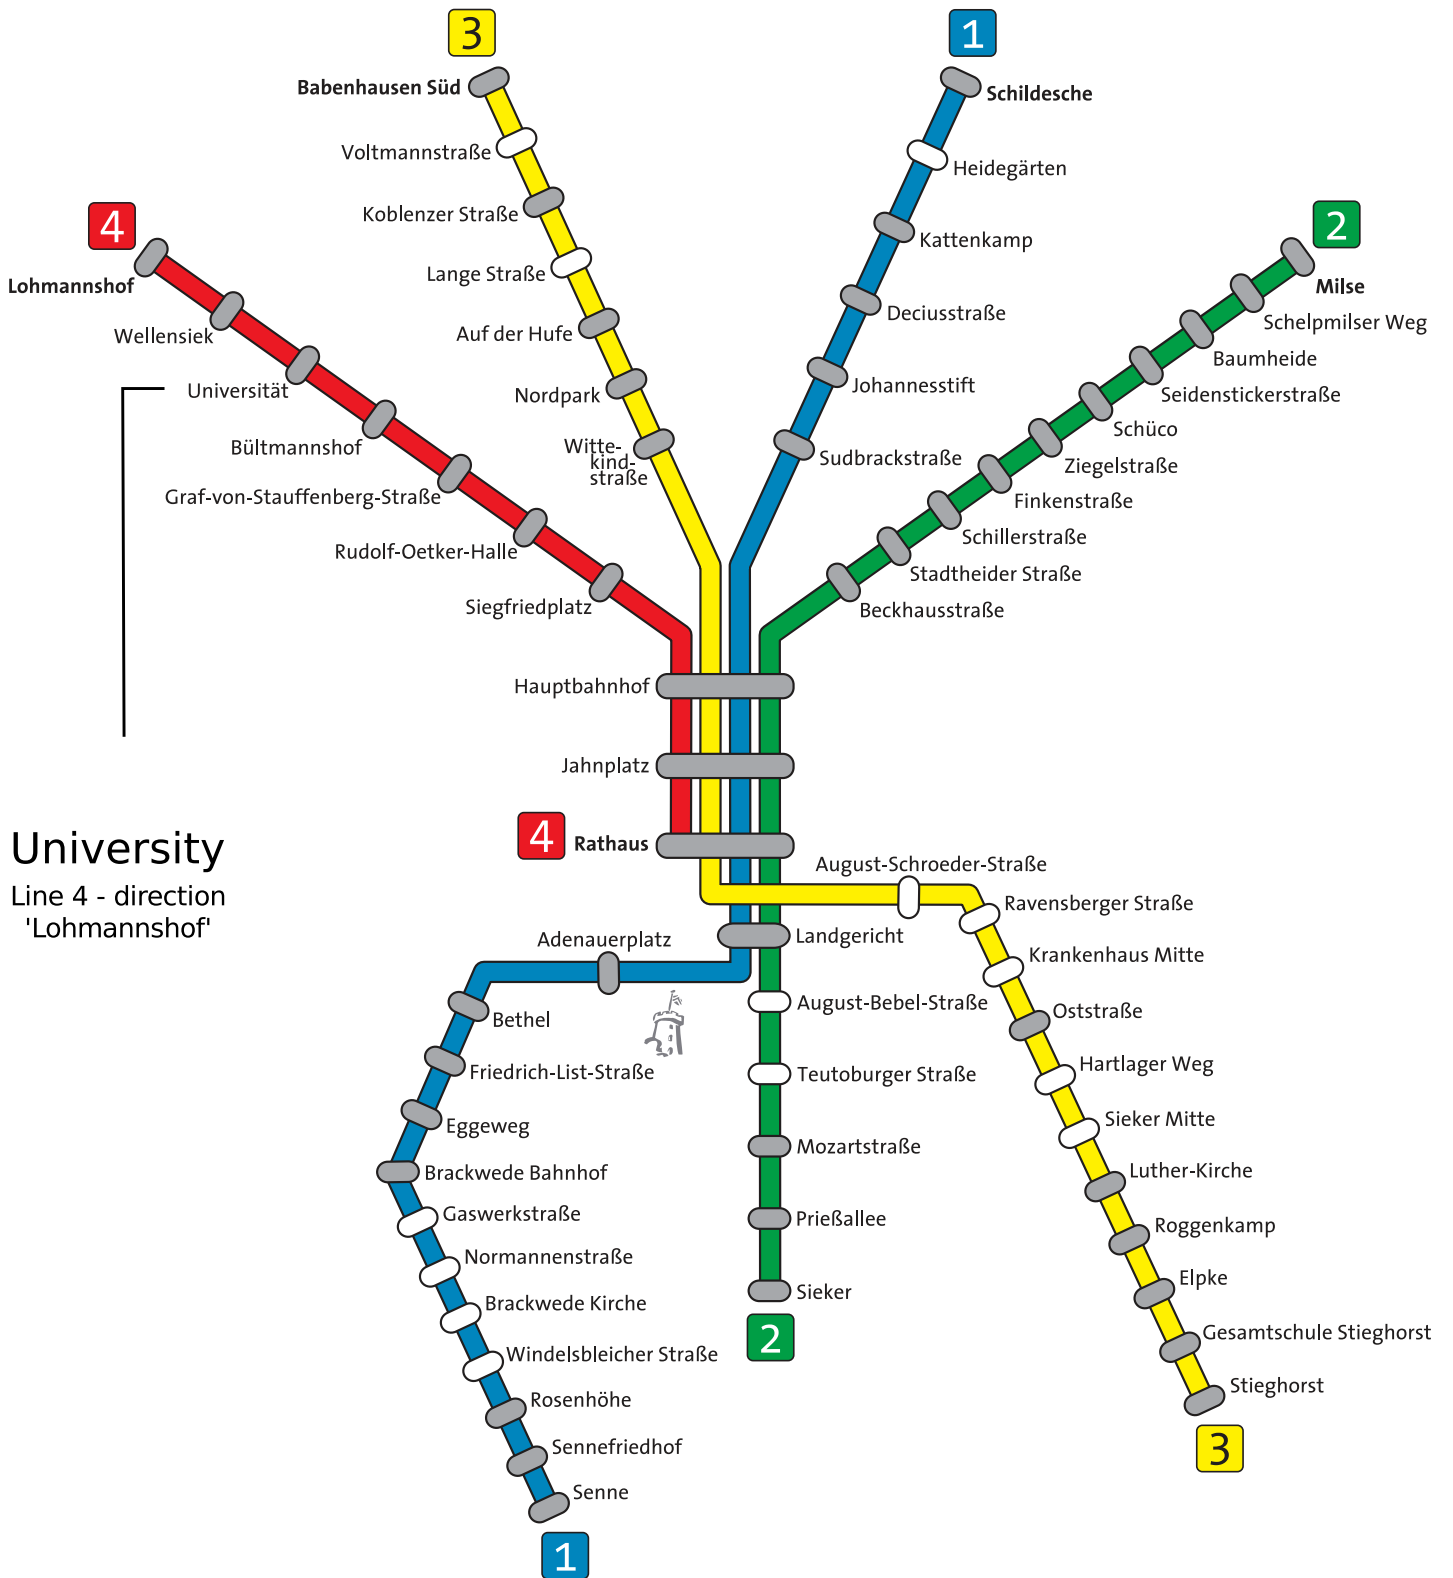 3
1
Babenhausen Süd
Schildesche
Voltmannstraße
Heidegärten
Koblenzer Straße
4
2
Kattenkamp
Lange Straße
Lohmannshof
Milse
Deciusstraße
Schelpmilser Weg
Wellensiek
Auf der Hufe
Baumheide
Universität
Nordpark
Johannesstift
Seidenstickerstraße
Schüco
Bültmannshof
Witte-
kind-
straße
Sudbrackstraße
Ziegelstraße
Graf-von-Stauffenberg-Straße
Finkenstraße
Schillerstraße
Rudolf-Oetker-Halle
Stadtheider Straße
Siegfriedplatz
Beckhausstraße
Hauptbahnhof
Jahnplatz
4
Rathaus
University
Line 4 - direction
'Lohmannshof'
August-Schroeder-Straße
Ravensberger Straße
Adenauerplatz
Landgericht
Krankenhaus Mitte
August-Bebel-Straße
Oststraße
Bethel
Hartlager Weg
Friedrich-List-Straße
Teutoburger Straße
Sieker Mitte
Eggeweg
Mozartstraße
Brackwede Bahnhof
Luther-Kirche
Gaswerkstraße
Prießallee
Roggenkamp
Normannenstraße
Elpke
Brackwede Kirche
Sieker
2
Gesamtschule Stieghorst
Windelsbleicher Straße
Stieghorst
Rosenhöhe
Sennefriedhof
3
Senne
1